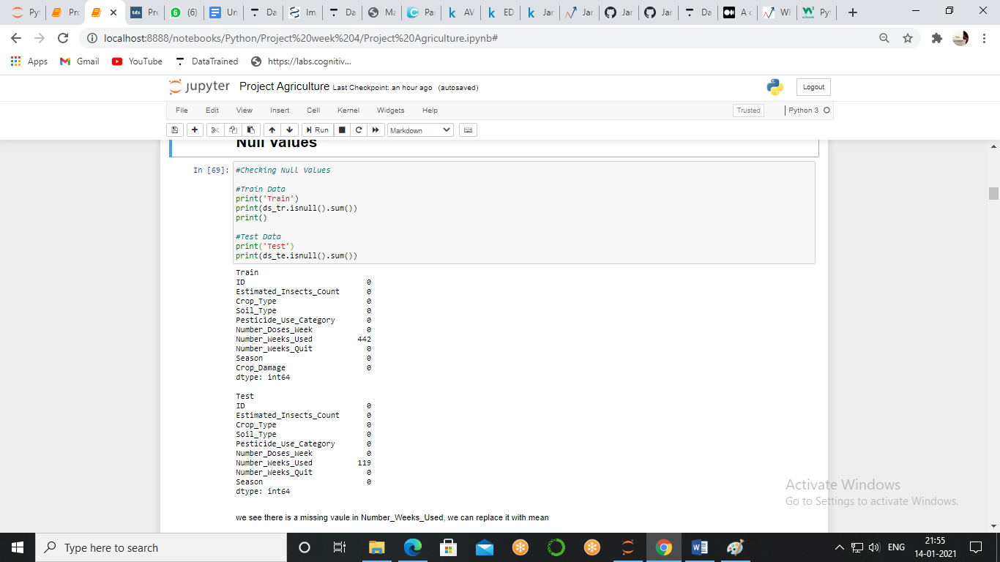 Pyt
Pro
tds Pre
6 (6)
Un
Da
Im
Da
Ma
Pa
k AV
k ED
k Jar
Jar
Jar
Jar
Da
A c
Wh
Pyt
localhost:8888/notebooks/Python/Project%20week%204/Project%20Agriculture.ipynb#
Apps
Gmail
YouTube
DataTrained
https://labs.cognitiv...
jupyter Project Agriculture Last Checkpoint: an hour ago (autosaved)
Logout
File Edit View Insert Cell Kernel Widgets Help
Trusted
Python 3
Run
Markdown
Null Values
In [69]: #Checking Null Values
#Train Data
print('Train')
print(ds_tr.isnull().sum())
print()
#Test Data
print('Test')
print(ds_te.isnull().sum())
Train
ID 0
Estimated_Insects_Count 0
Crop_Type 0
Soil_Type 0
Pesticide_Use_Category 0
Number_Doses_Week 0
Number_Weeks_Used 442
Number_Weeks_Quit 0
Season 0
Crop_Damage 0
dtype: int64
Test
ID 0
Estimated_Insects_Count 0
Crop_Type 0
Soil_Type 0
Pesticide_Use_Category 0
Number_Doses_Week 0
Number_Weeks_Used 119
Number_Weeks_Quit 0
Season 0
dtype: int64
we see there is a missing vaule in Number_Weeks_Used, we can replace it with mean
Activate Windows
Go to Settings to activate Windows.
Type here to search
ENG
21:55
14-01-2021